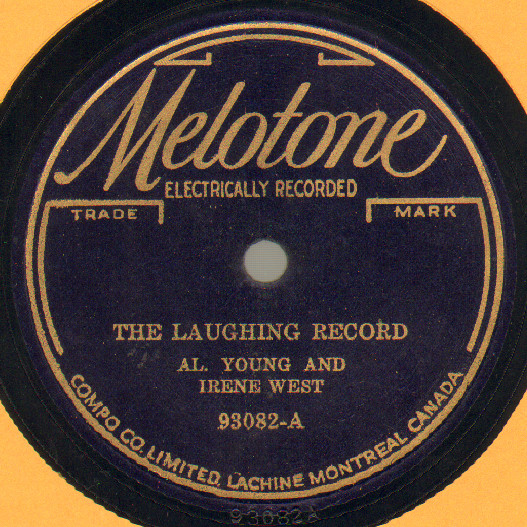 Melotone
ELECTRICALLY RECORDED
TRADE MARK
THE LAUGHING RECORD
AL. YOUNG AND
IRENE WEST
93082-A
COMPO CO. LIMITED, LACHINE MONTREAL CANADA
93082A